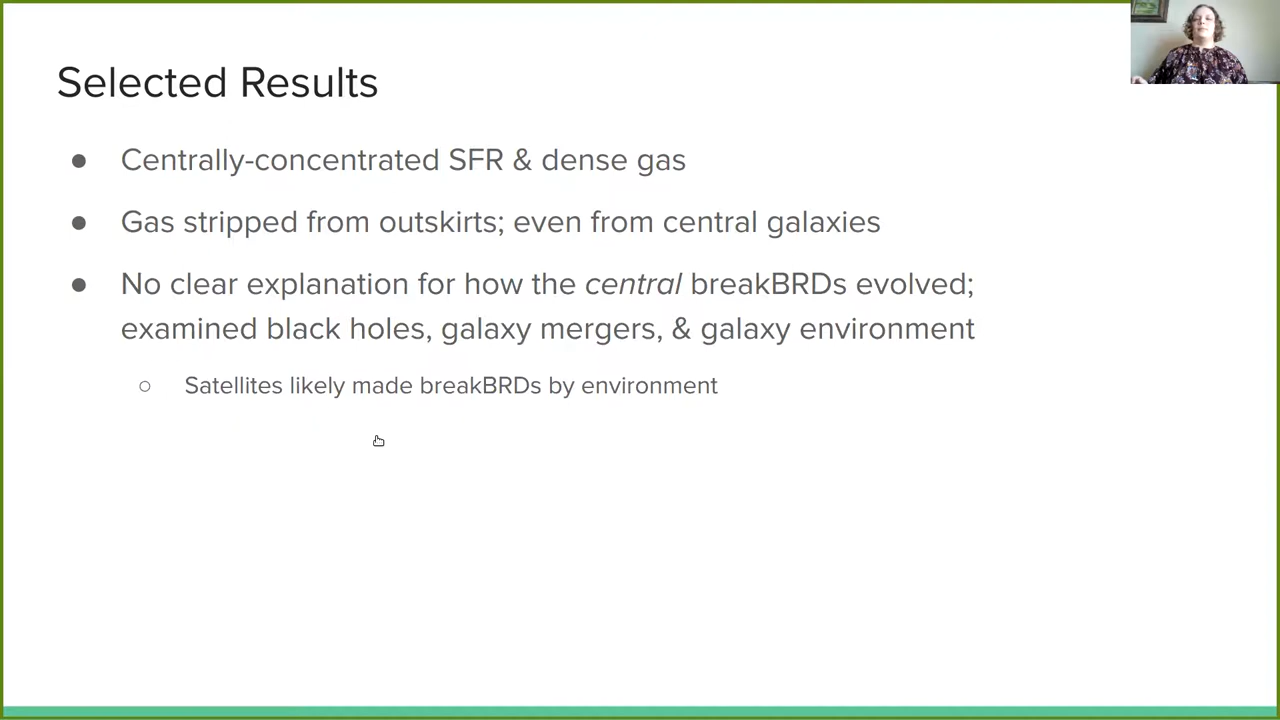 Selected Results
● Centrally-concentrated SFR & dense gas
● Gas stripped from outskirts; even from central galaxies
● No clear explanation for how the central breakBRDs evolved;
examined black holes, galaxy mergers, & galaxy environment
○ Satellites likely made breakBRDs by environment